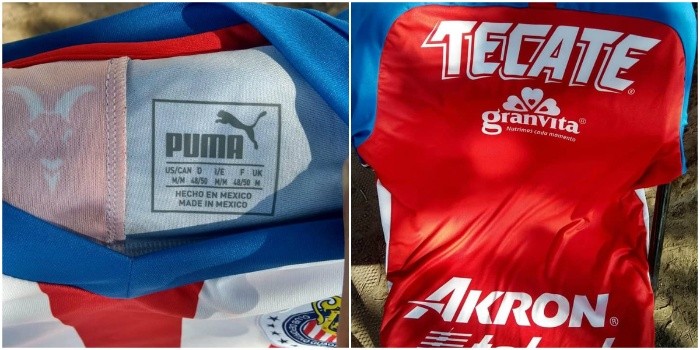 PUMA
US/CAN D I/E F UK
M/M 48/50 M/M 48/50 M
HECHO EN MEXICO
MADE IN MEXICO
TECATE®
granvita®
Nutrimos cada momento
AKRON®